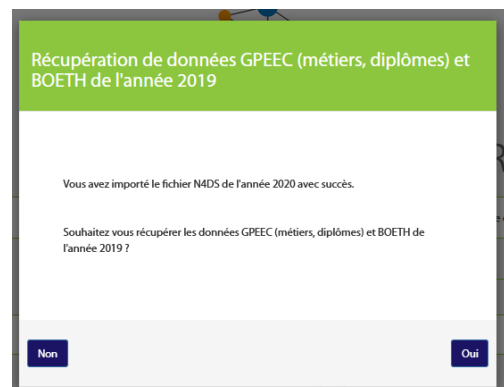 Récupération de données GPEEC (métiers, diplômes) et
BOETH de l'année 2019
Vous avez importé le fichier N4DS de l'année 2020 avec succès.
Souhaitez vous récupérer les données GPEEC (métiers, diplômes) et BOETH de
l'année 2019 ?
Non
Oui